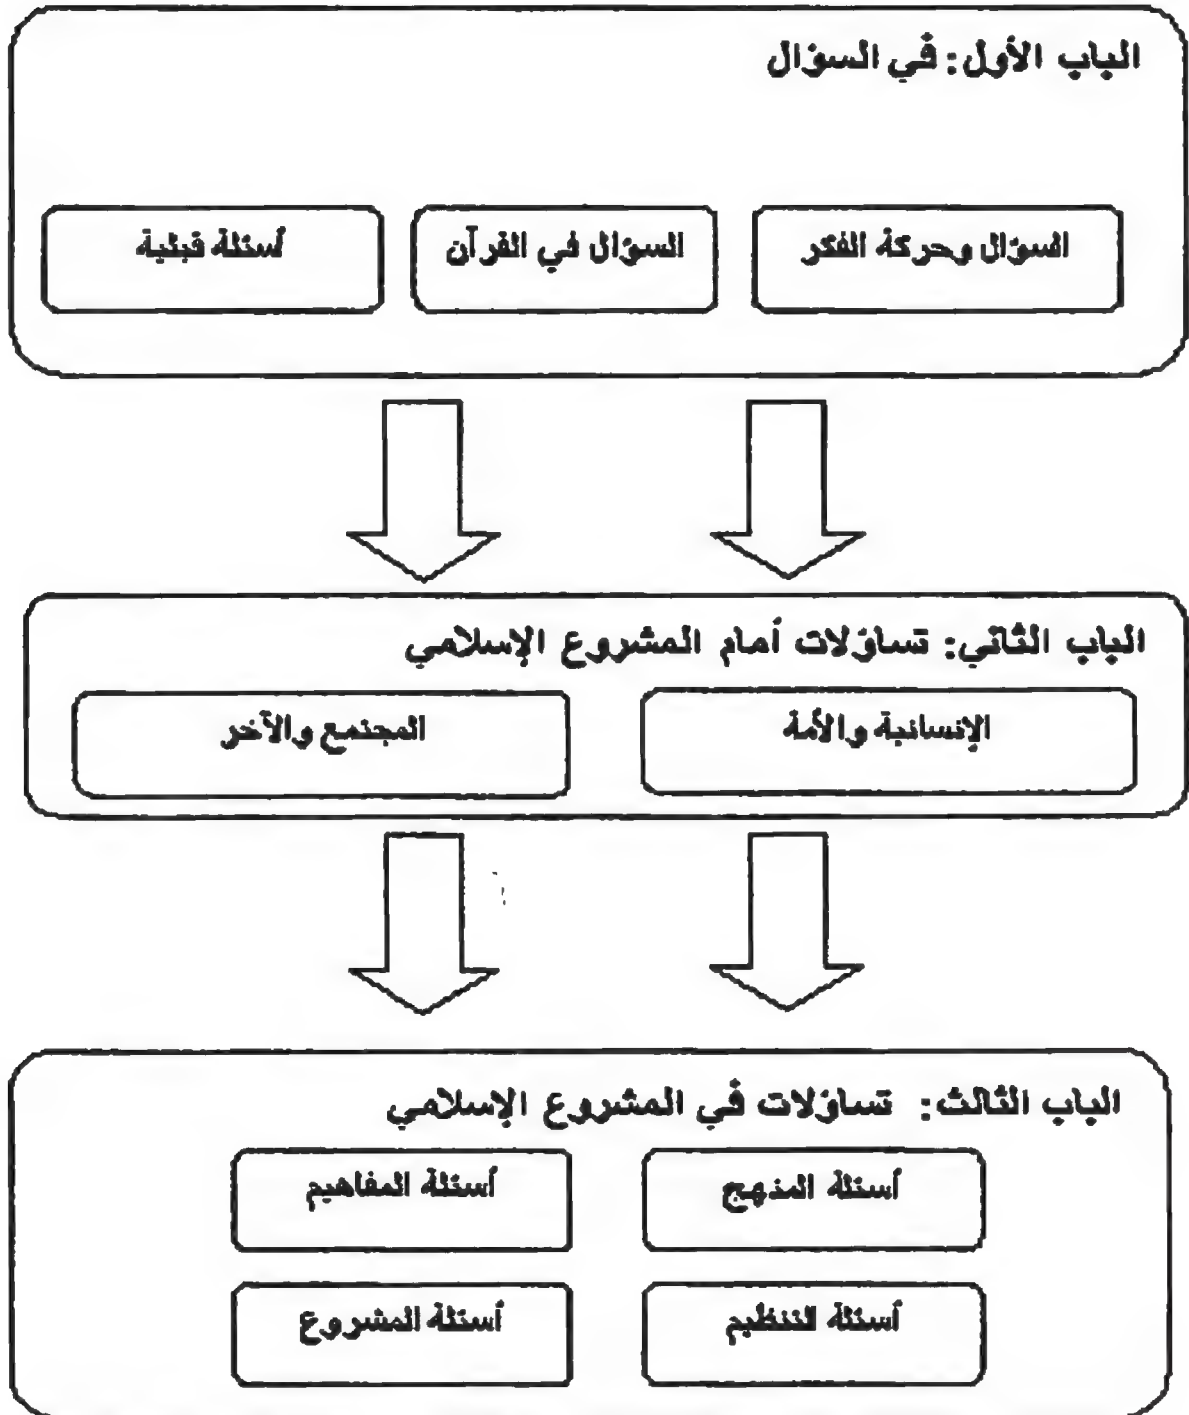 الباب الأول: في السؤال
السؤال وحركة الفكر
السؤال في القرآن
أسئلة قبلية
الباب الثاني: تساؤلات أمام المشروع الإسلامي
الإنسانية والأمة
المجتمع والآخر
الباب الثالث: تساؤلات في المشروع الإسلامي
أسئلة المنهج
أسئلة المفاهيم
أسئلة التنظيم
أسئلة المشروع